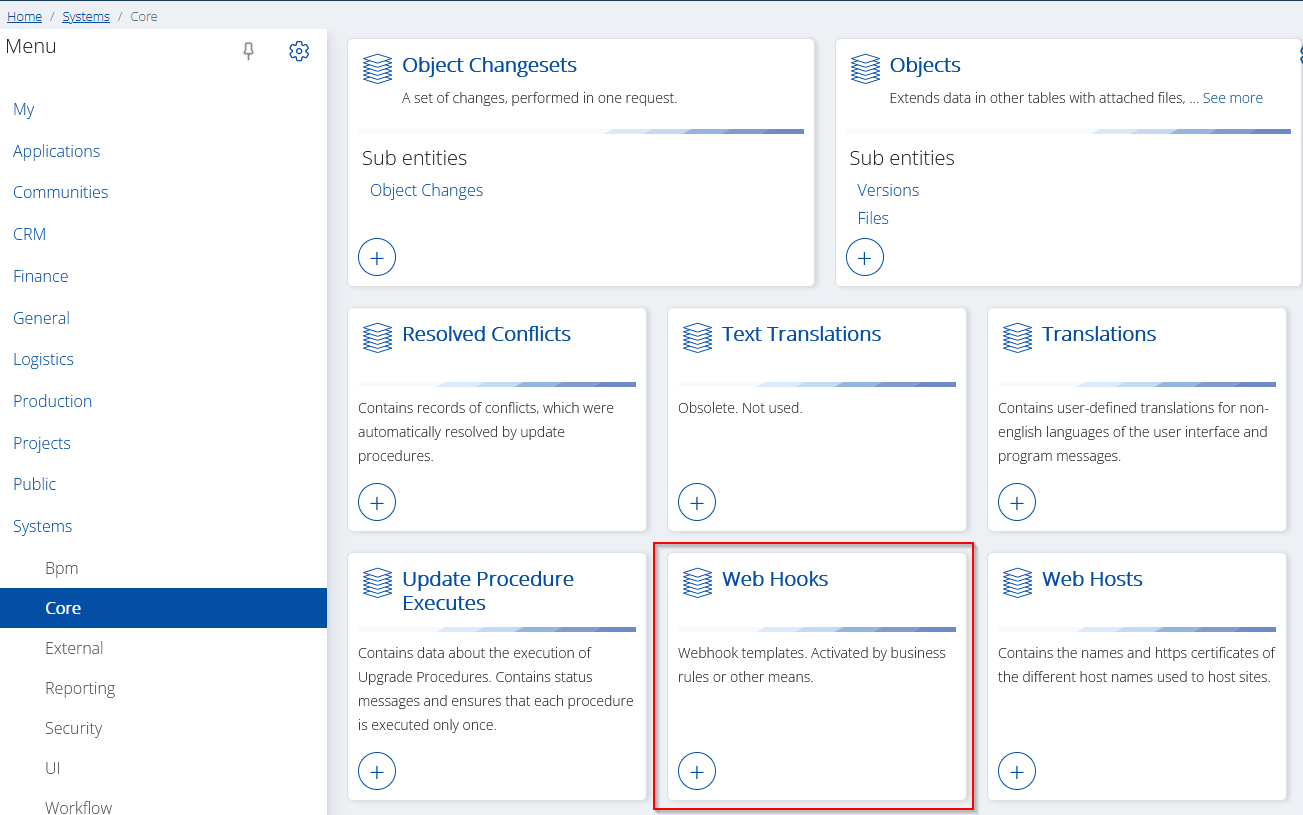 Home / Systems / Core
Menu
My
Applications
Communities
CRM
Finance
General
Logistics
Production
Projects
Public
Systems
Bpm
Core
External
Reporting
Security
UI
Workflow
Object Changesets
A set of changes, performed in one request.
Sub entities
Object Changes
Objects
Extends data in other tables with attached files, ... See more
Sub entities
Versions
Files
Resolved Conflicts
Contains records of conflicts, which were
automatically resolved by update
procedures.
Text Translations
Obsolete. Not used.
Translations
Contains user-defined translations for non-
english languages of the user interface and
program messages.
Update Procedure
Executes
Contains data about the execution of
Upgrade Procedures. Contains status
messages and ensures that each procedure
is executed only once.
Web Hooks
Webhook templates. Activated by business
rules or other means.
Web Hosts
Contains the names and https certificates of
the different host names used to host sites.